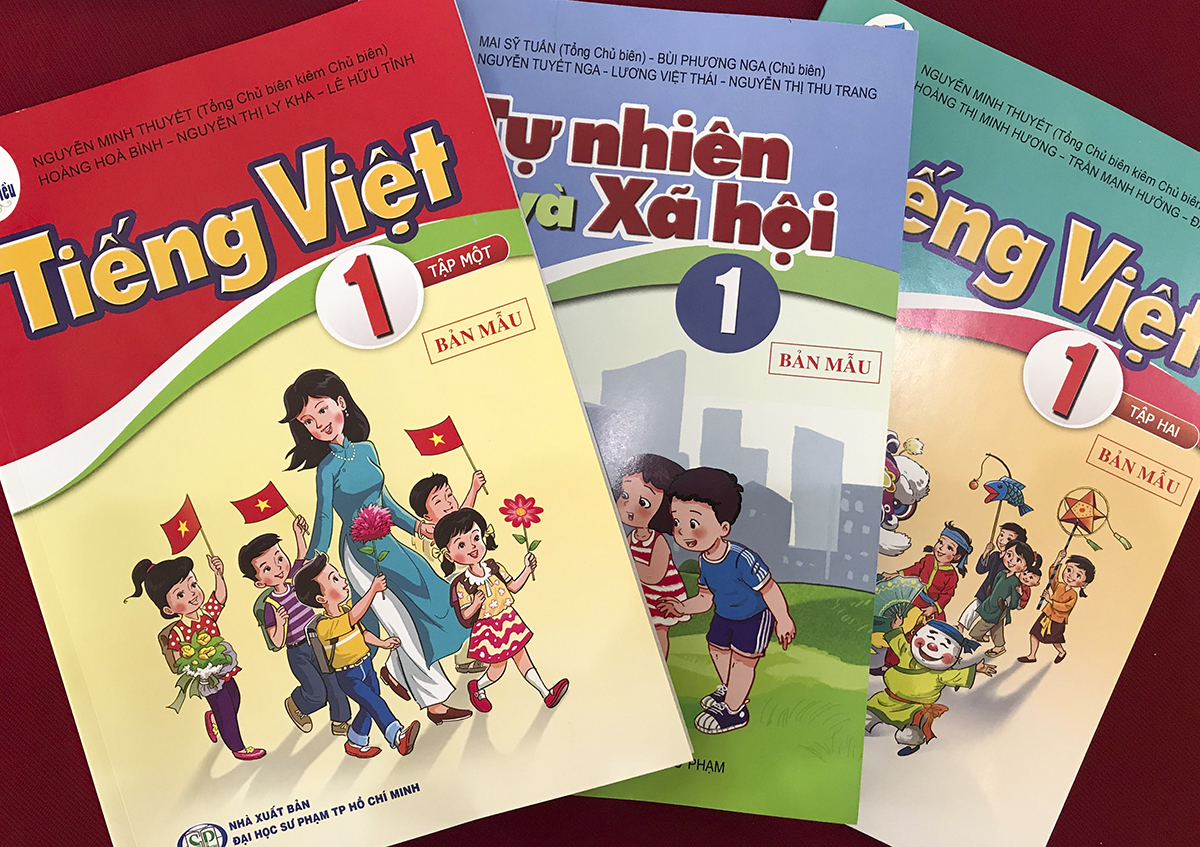 NGUYỄN MINH THUYẾT (Tổng Chủ biên kiêm Chủ biên)
HOÀNG HOÀ BÌNH – NGUYỄN THỊ LY KHA – LÊ HỮU TỈNH
Tiếng Việt
1
TẬP MỘT
BẢN MẪU
NHÀ XUẤT BẢN
ĐẠI HỌC SƯ PHẠM TP HỒ CHÍ MINH
MAI SỸ TUẤN (Tổng Chủ biên) – BÙI PHƯƠNG NGA (Chủ biên)
NGUYỄN TUYẾT NGA – LƯƠNG VIỆT THÁI – NGUYỄN THỊ THU TRANG
Tự nhiên
và Xã hội
1
BẢN MẪU
PHẠM
NGUYỄN MINH THUYẾT (Tổng Chủ biên kiêm Chủ biên
HOÀNG THỊ MINH HƯƠNG – TRẦN MẠNH HƯỞNG –
iếng Việt
1
TẬP HAI
BẢN MẪU